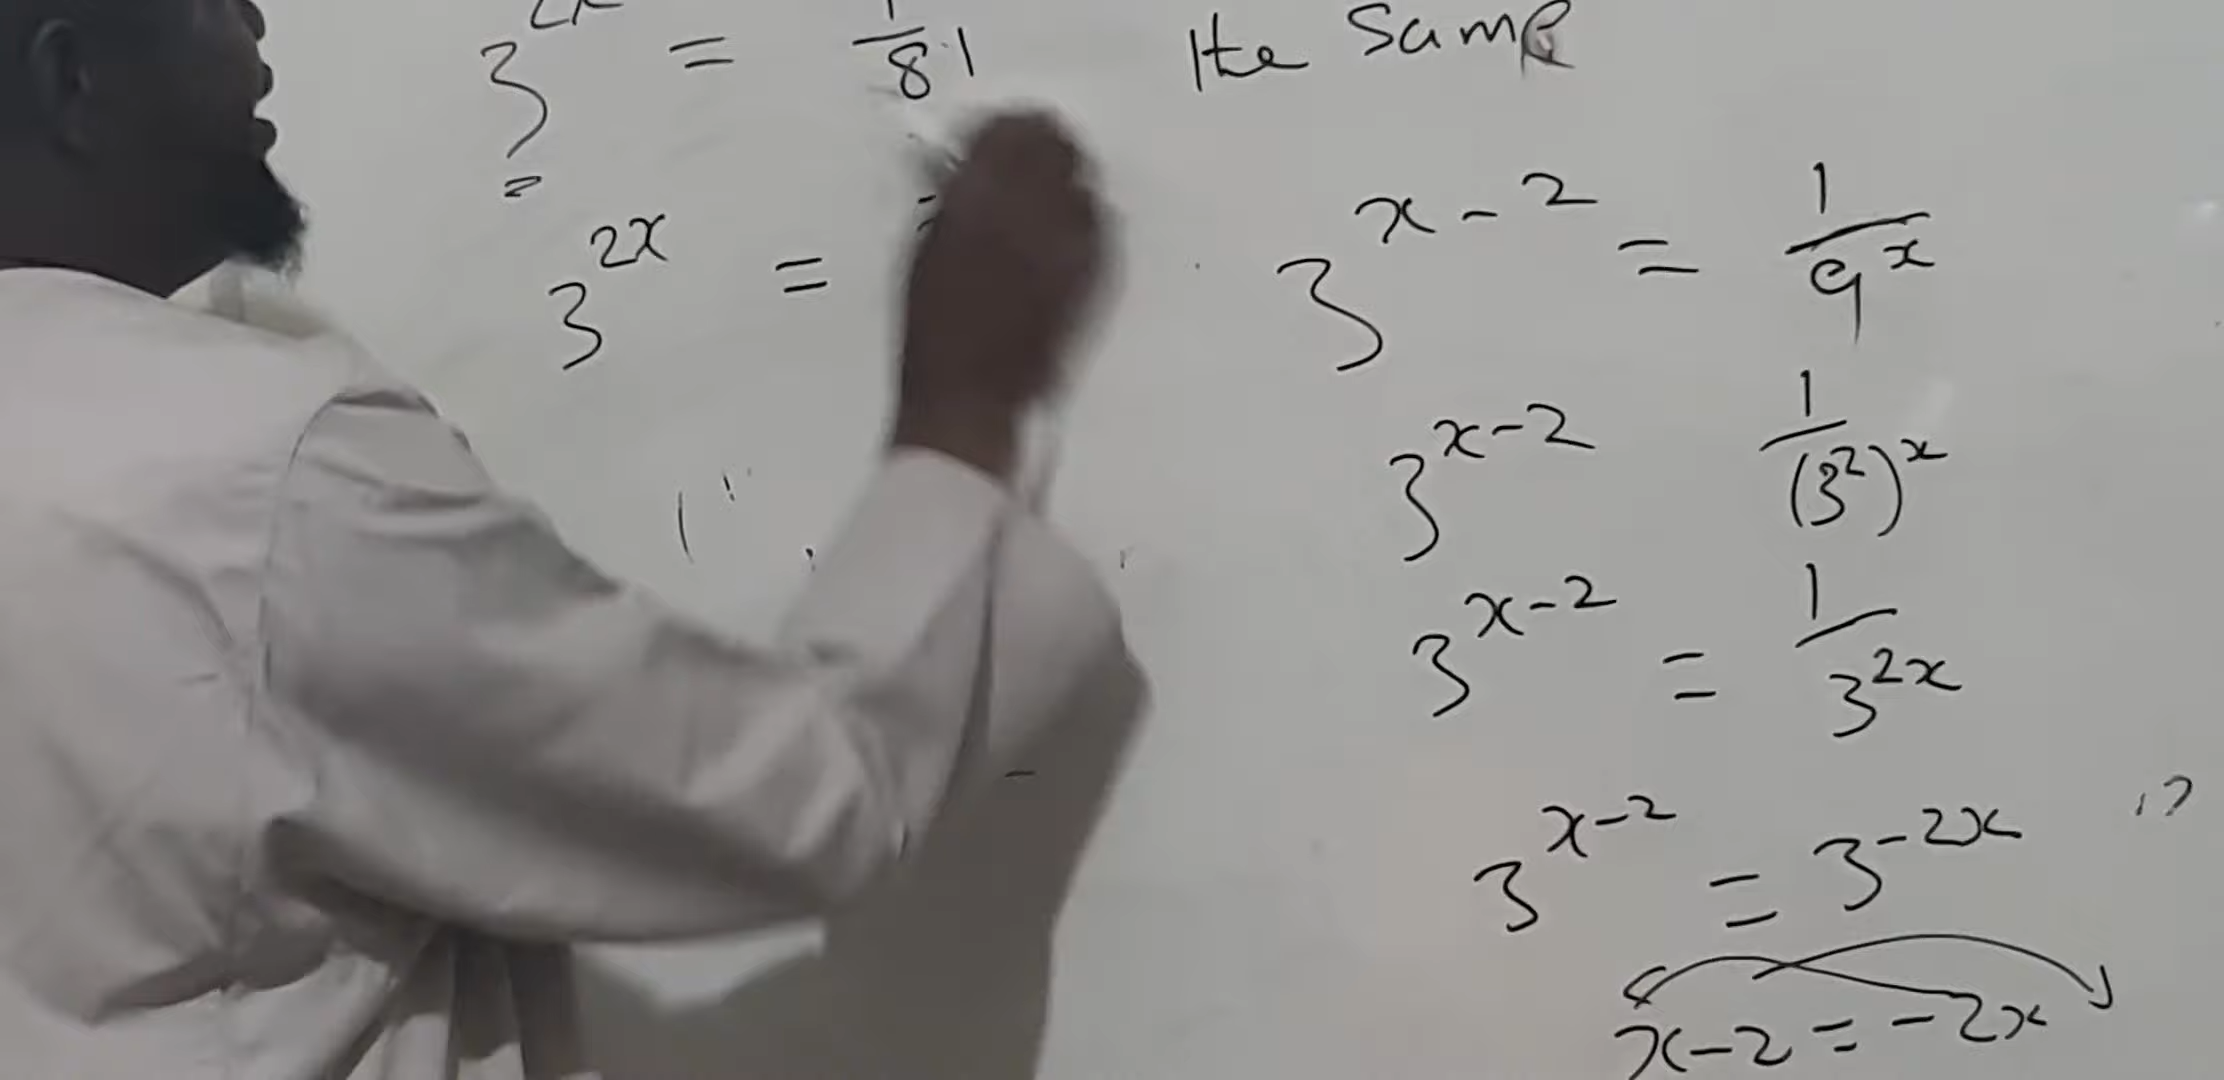 3^{2x} = 1/81
3^{2x} =
the same
3^{x-2} = 1/9^x
3^{x-2} 1/(3^2)^x
3^{x-2} = 1/3^{2x}
3^{x-2} = 3^{-2x}
x-2 = -2x